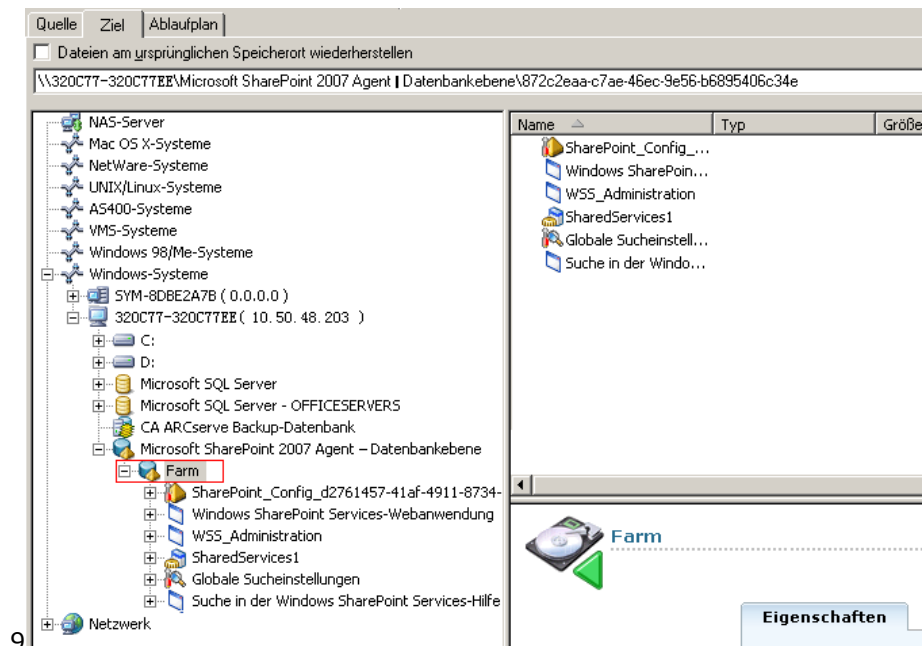 Quelle Ziel Ablaufplan
Dateien am ursprünglichen Speicherort wiederherstellen
\\320C77-320C77EE\Microsoft SharePoint 2007 Agent | Datenbankebene\872c2eaa-c7ae-46ec-9e56-b6895406c34e
NAS-Server
Mac OS X-Systeme
NetWare-Systeme
UNIX/Linux-Systeme
AS400-Systeme
VMS-Systeme
Windows 98/Me-Systeme
Windows-Systeme
SYM-8DBE2A7B ( 0.0.0.0 )
320C77-320C77EE( 10. 50. 48. 203 )
C:
D:
Microsoft SQL Server
Microsoft SQL Server - OFFICESERVERS
CA ARCserve Backup-Datenbank
Microsoft SharePoint 2007 Agent – Datenbankebene
Farm
SharePoint_Config_d2761457-41af-4911-8734-
Windows SharePoint Services-Webanwendung
WSS_Administration
SharedServices1
Globale Sucheinstellungen
Suche in der Windows SharePoint Services-Hilfe
Netzwerk
Name Typ Größe
SharePoint_Config_...
Windows SharePoin...
WSS_Administration
SharedServices1
Globale Sucheinstell...
Suche in der Windo...
Farm
Eigenschaften
9